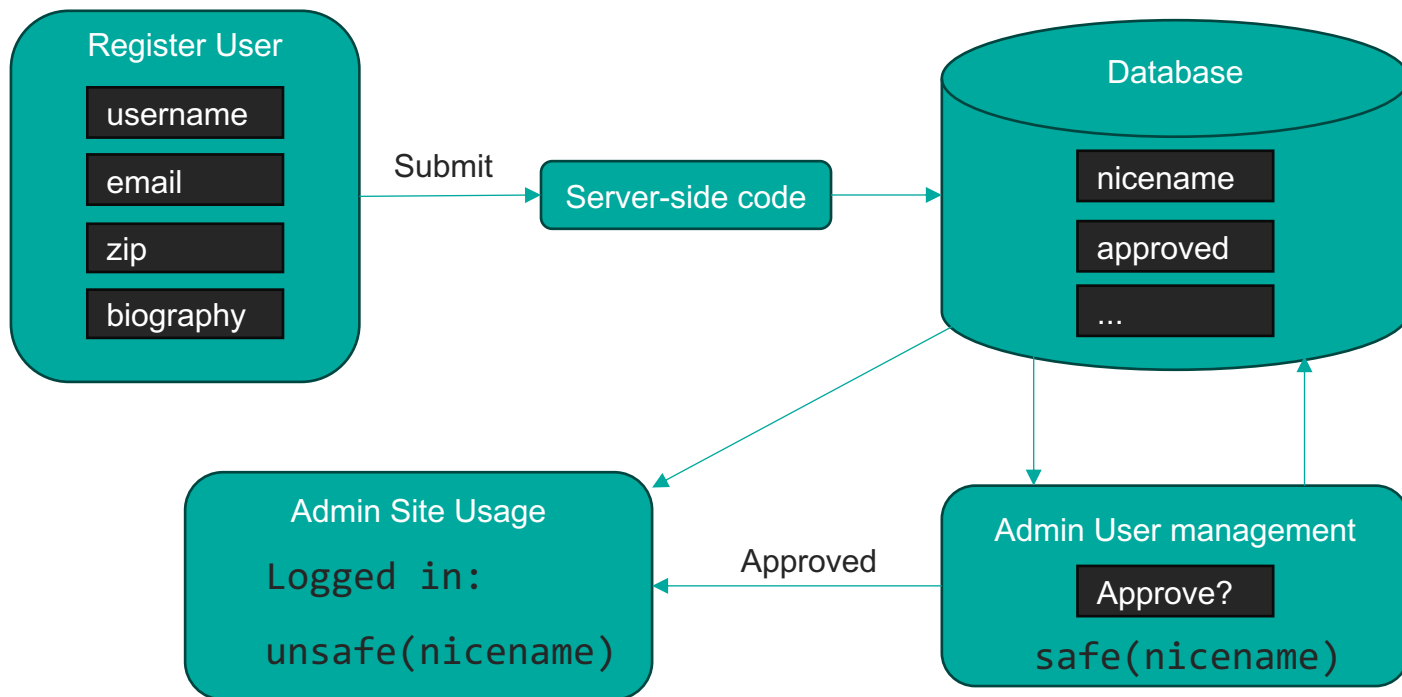 Register User
username
email
zip
biography
Submit
Server-side code
Database
nicename
approved
...
Admin Site Usage
Logged in:
unsafe(nicename)
Approved
Admin User management
Approve?
safe(nicename)